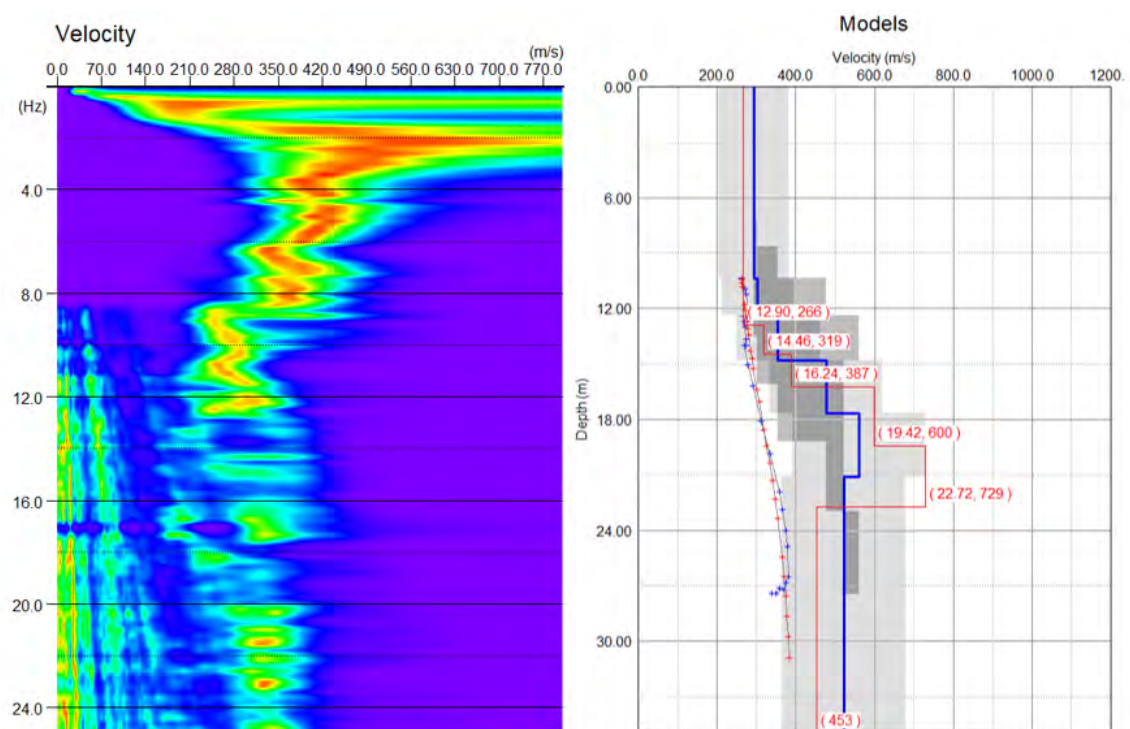 Velocity
(m/s)
0.0 70.0 140.0 210.0 280.0 350.0 420.0 490.0 560.0 630.0 700.0 770.0
(Hz)
4.0
8.0
12.0
16.0
20.0
24.0
Models
Velocity (m/s)
0.0 200.0 400.0 600.0 800.0 1000.0 1200.
0.00
6.00
12.00
18.00
24.00
30.00
Depth (m)
( 12.90, 266 )
( 14.46, 319 )
( 16.24, 387 )
( 19.42, 600 )
( 22.72, 729 )
( 453 )